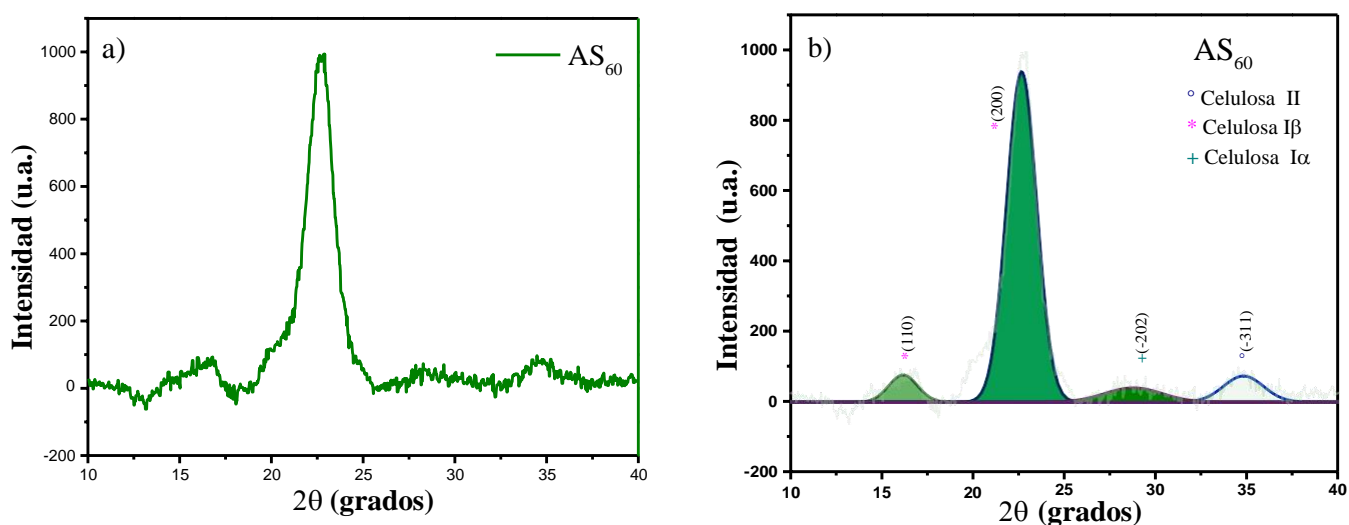 a)
AS60
1000
800
600
400
200
0
-200
10 15 20 25 30 35 40
Intensidad (u.a.)
2θ (grados)
b)
AS60
° Celulosa II
* Celulosa Iβ
+ Celulosa Iα
*(200)
*(110)
+(-202)
°(-311)
1000
800
600
400
200
0
-200
10 15 20 25 30 35 40
Intensidad (u.a.)
2θ (grados)